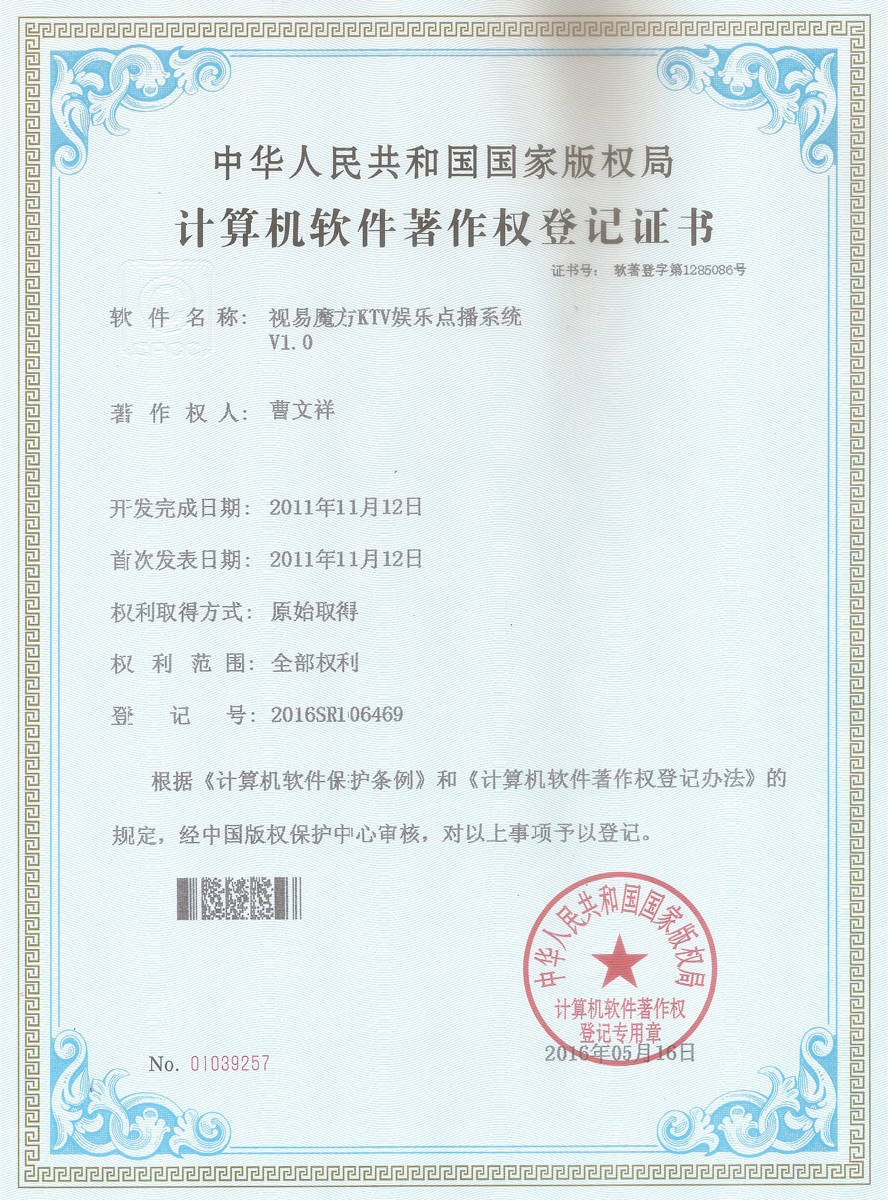 中华人民共和国国家版权局
计算机软件著作权登记证书
证书号： 软著登字第1285086号
软件名称： 视易魔方KTV娱乐点播系统
V1.0
著作权人： 曹文祥
开发完成日期： 2011年11月12日
首次发表日期： 2011年11月12日
权利取得方式： 原始取得
权利范围： 全部权利
登记号： 2016SR106469
根据《计算机软件保护条例》和《计算机软件著作权登记办法》的
规定，经中国版权保护中心审核，对以上事项予以登记。
中华人民共和国国家版权局
计算机软件著作权
登记专用章
2016年05月16日
No. 01039257